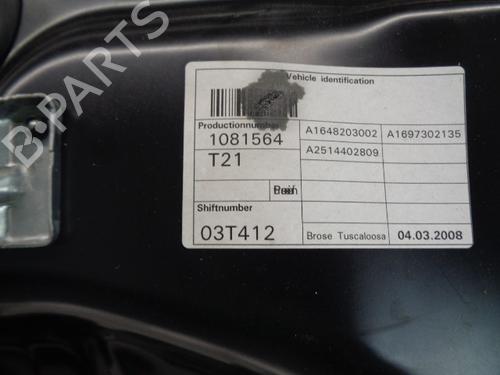 B-PARTS
Vehicle identification
Productionnumber
1081564
T21
A1648203002 A1697302135
A2514402809
Shiftnumber
03T412
Brose Tuscaloosa 04.03.2008